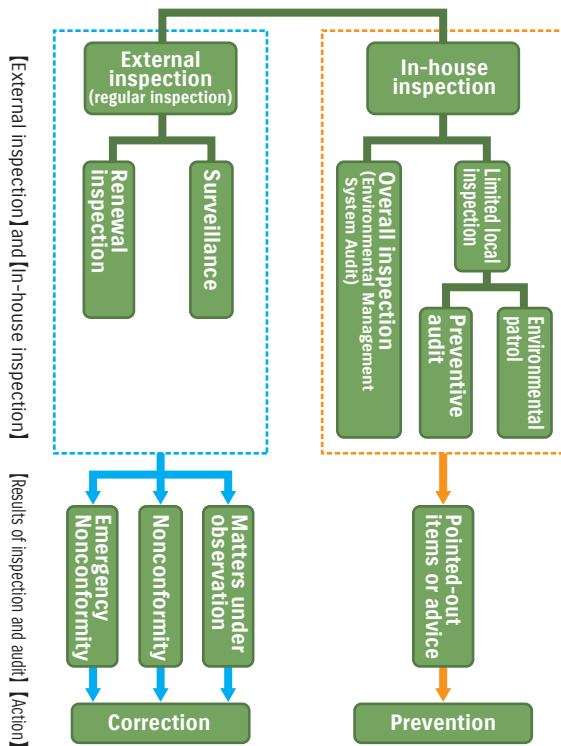 【External inspection】and【In-house inspection】
External
inspection
(regular inspection)
Renewal
inspection
Surveillance
In-house
inspection
Overall inspection
(Environmental Management
System Audit)
Limited local
inspection
Preventive
audit
Environmental
patrol
【Results of inspection and audit】
Emergency
Nonconformity
Nonconformity
Matters under
observation
Pointed-out
items or advice
【Action】
Correction
Prevention